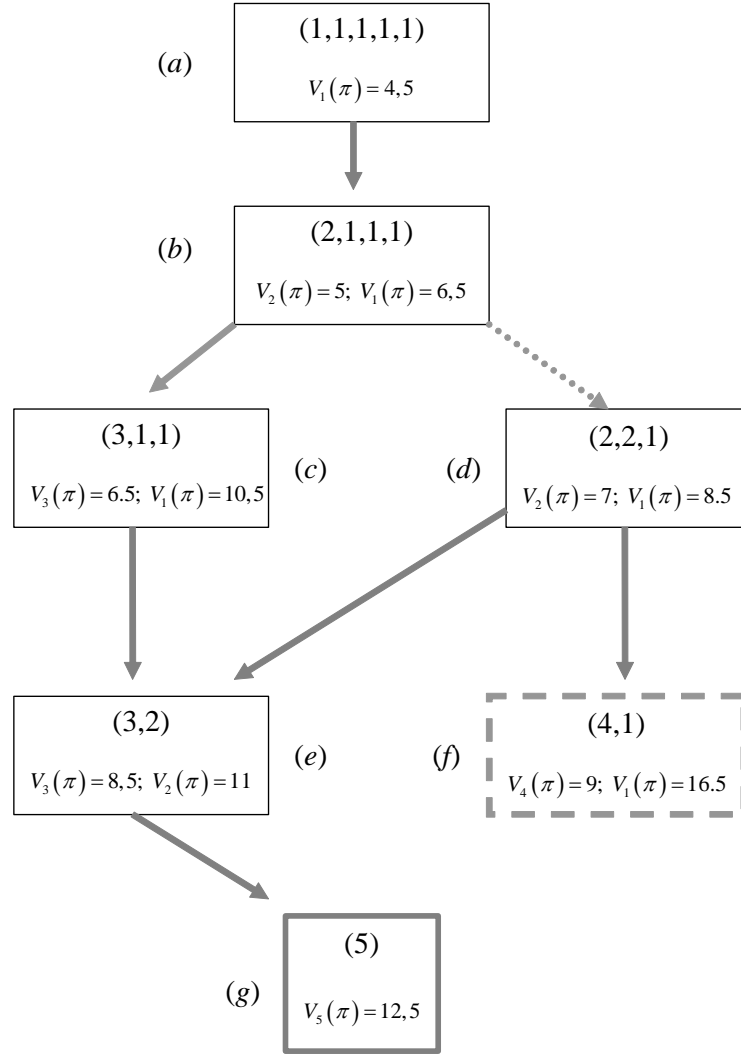 (1,1,1,1,1)
(a)
V₁(π) = 4,5
(2,1,1,1)
(b)
V₂(π) = 5; V₁(π) = 6,5
(3,1,1)
V₃(π) = 6.5; V₁(π) = 10,5
(c)
(d)
(2,2,1)
V₂(π) = 7; V₁(π) = 8.5
(3,2)
V₃(π) = 8,5; V₂(π) = 11
(e)
(f)
(4,1)
V₄(π) = 9; V₁(π) = 16.5
(5)
(g)
V₅(π) = 12,5